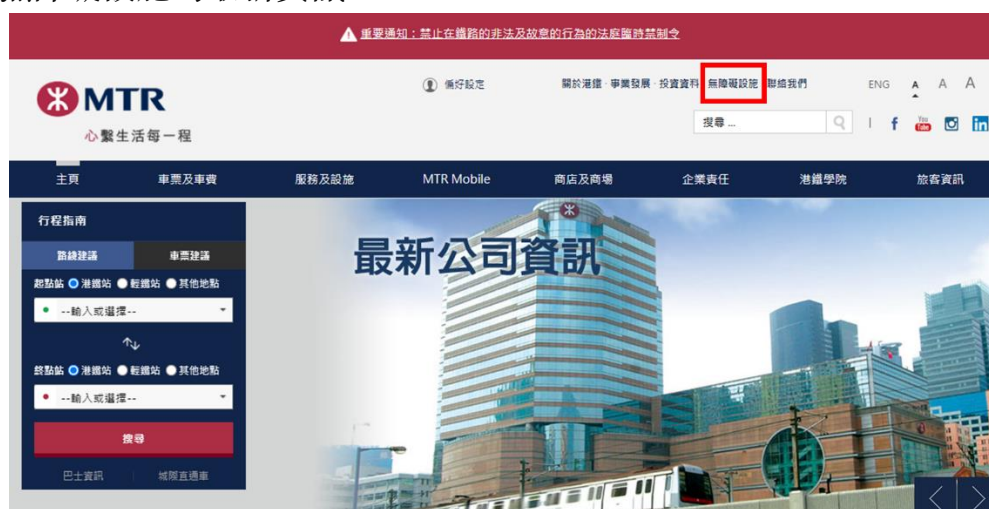 重要通知：禁止在鐵路的非法及故意的行為的法庭臨時禁制令
MTR
心繫生活每一程
偏好設定
關於港鐵 · 事業發展 · 投資資料 · 無障礙設施 · 聯絡我們
ENG A A A
搜尋 ...
f You Tube in
主頁 車票及車費 服務及設施 MTR Mobile 商店及商場 企業責任 港鐵學院 旅客資訊
行程指南
路綫建議 車票建議
起點站 港鐵站 輕鐵站 其他地點
--輸入或選擇--
終點站 港鐵站 輕鐵站 其他地點
--輸入或選擇--
搜尋
巴士資訊 城際直通車
最新公司資訊